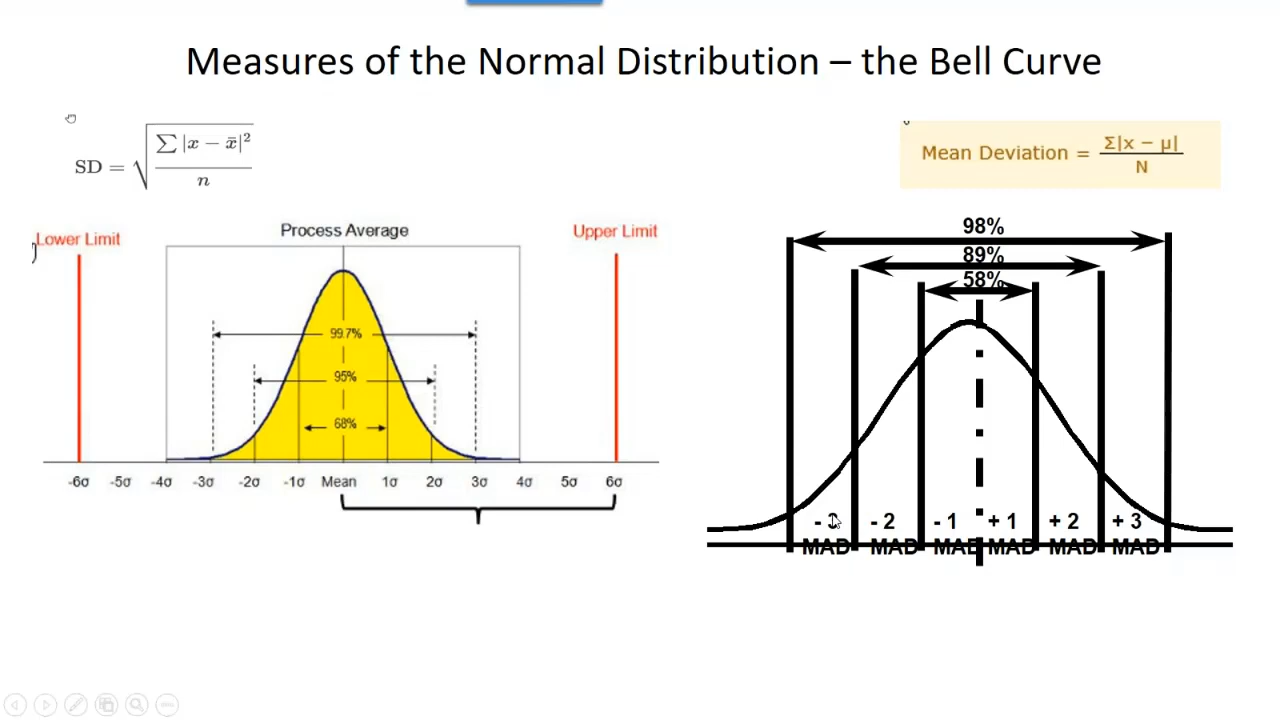 Measures of the Normal Distribution – the Bell Curve
SD = √(∑ |x − x̄|² / n)
Mean Deviation = Σ|x − μ| / N
Lower Limit
Process Average
Upper Limit
99.7%
95%
68%
-6σ -5σ -4σ -3σ -2σ -1σ Mean 1σ 2σ 3σ 4σ 5σ 6σ
98%
89%
58%
- 3 - 2 - 1 + 1 + 2 + 3
MAD MAD MAD MAD MAD MAD